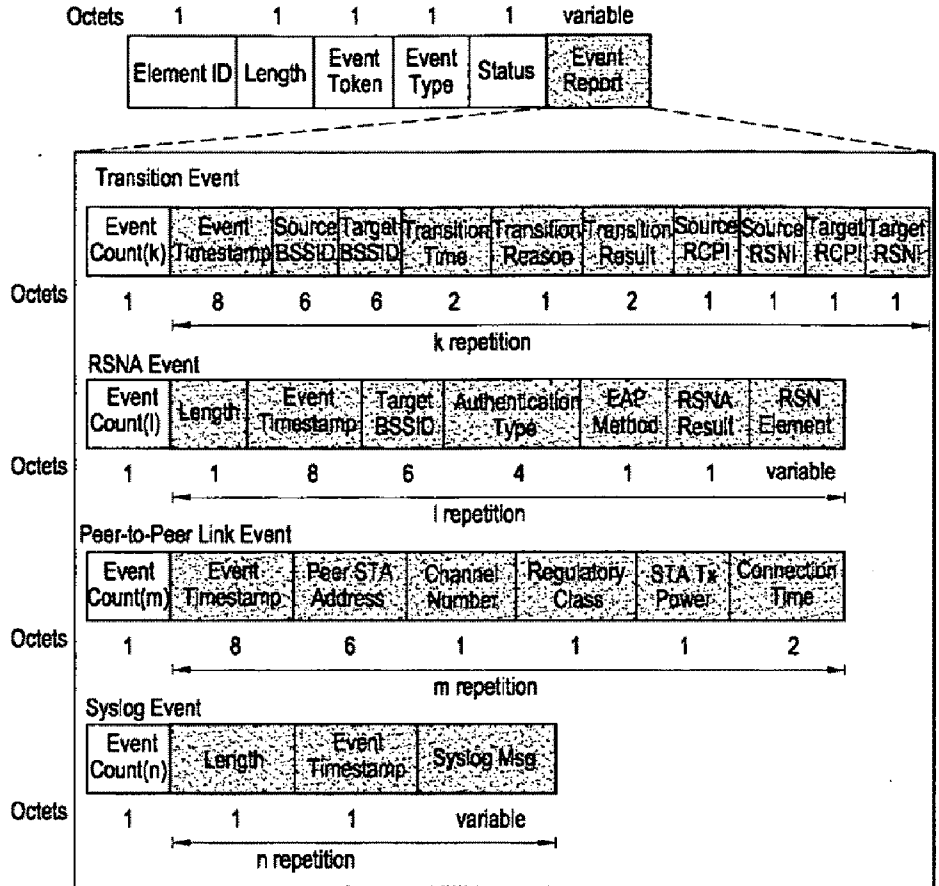 Octets 1 1 1 1 1 variable
Element ID Length Event Token Event Type Status Event Report
Transition Event
Event Count(k) Event Timestamp Source BSSID Target BSSID Transition Time Transition Reason Transition Result Source RCPI Source RSNI Target RCPI Target RSNI
Octets 1 8 6 6 2 1 2 1 1 1 1
k repetition
RSNA Event
Event Count(l) Length Event Timestamp Target BSSID Authentication Type EAP Method RSNA Result RSN Element
Octets 1 1 8 6 4 1 1 variable
l repetition
Peer-to-Peer Link Event
Event Count(m) Event Timestamp Peer STA Address Channel Number Regulatory Class STA Tx Power Connection Time
Octets 1 8 6 1 1 1 2
m repetition
Syslog Event
Event Count(n) Length Event Timestamp Syslog Msg
Octets 1 1 1 variable
n repetition